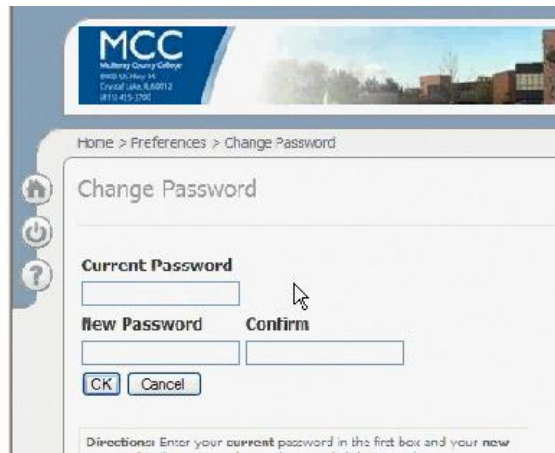 MCC
McHenry County College
8900 US Hwy 14
Crystal Lake, IL 60012
(815) 455-3700
Home > Preferences > Change Password
Change Password
Current Password
New Password Confirm
OK Cancel
Directions: Enter your current password in the first box and your new